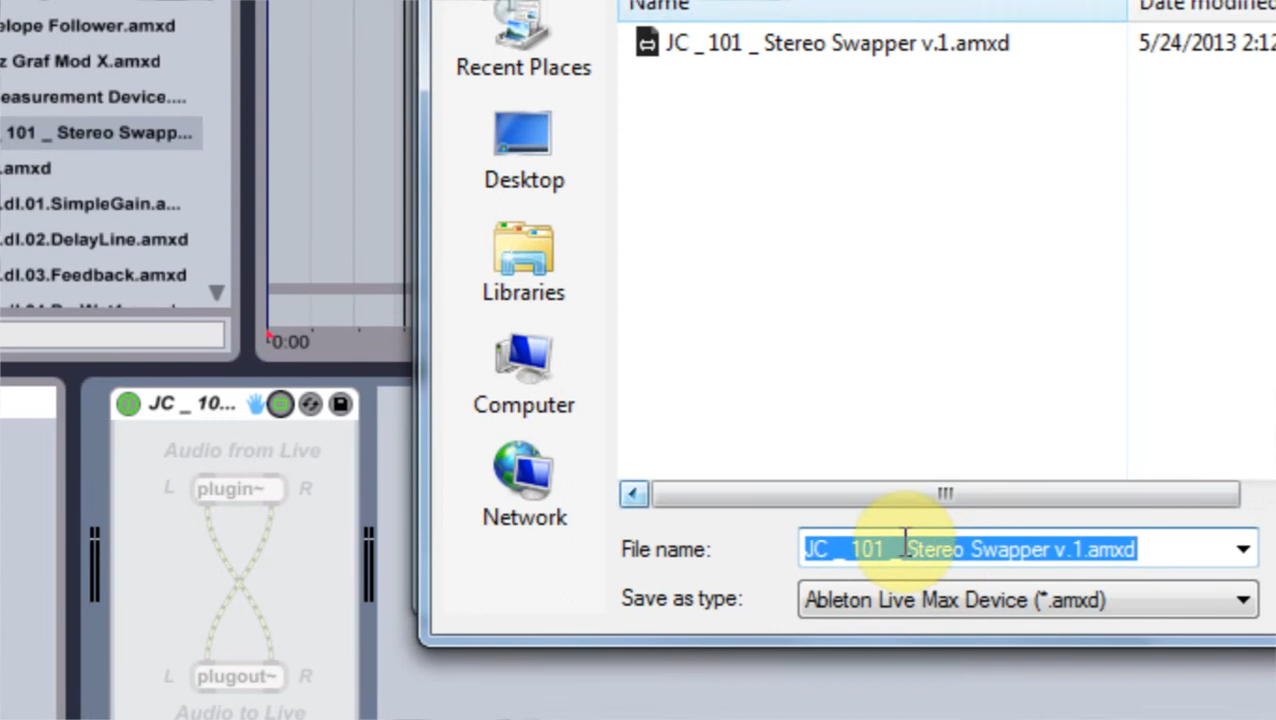 elope Follower.amxd
z Graf Mod X.amxd
easurement Device....
_ 101 _ Stereo Swapp...
.amxd
.dl.01.SimpleGain.a...
.dl.02.DelayLine.amxd
.dl.03.Feedback.amxd
0:00
JC _ 10...
Audio from Live
L plugin~ R
L plugout~ R
Audio to Live
Name
Date modified
JC _ 101 _ Stereo Swapper v.1.amxd
5/24/2013 2:12
Recent Places
Desktop
Libraries
Computer
Network
File name:
JC _ 101 _ Stereo Swapper v.1.amxd
Save as type:
Ableton Live Max Device (*.amxd)